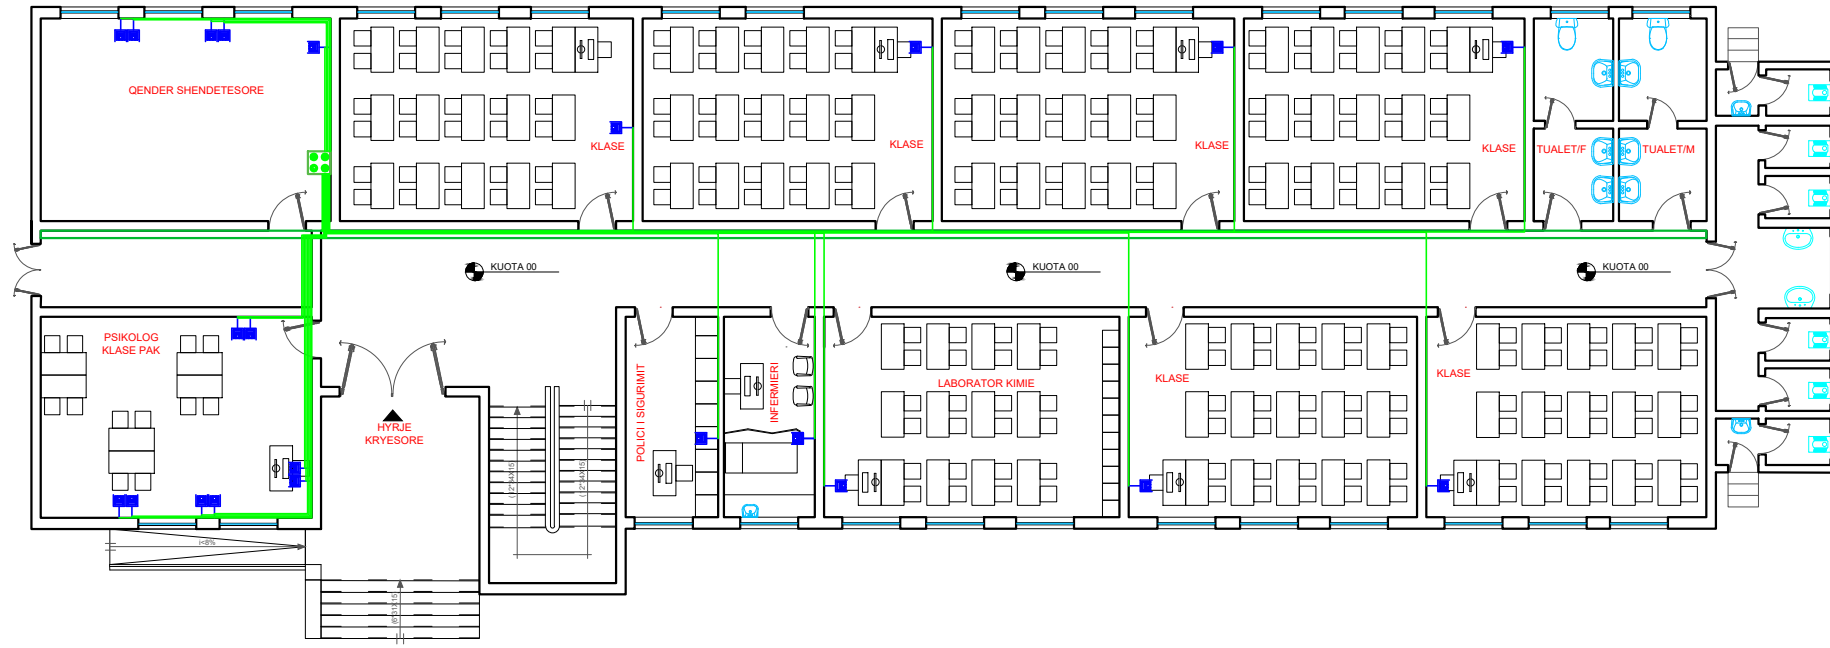 QENDER SHENDETESORE
KLASE
KLASE
KLASE
KLASE
TUALET/F
TUALET/M
KUOTA 00
KUOTA 00
KUOTA 00
PSIKOLOG
KLASE PAK
HYRJE
KRYESORE
POLICI I SIGURIMIT
INFERMIERI
LABORATOR KIMIE
KLASE
KLASE
i<8%